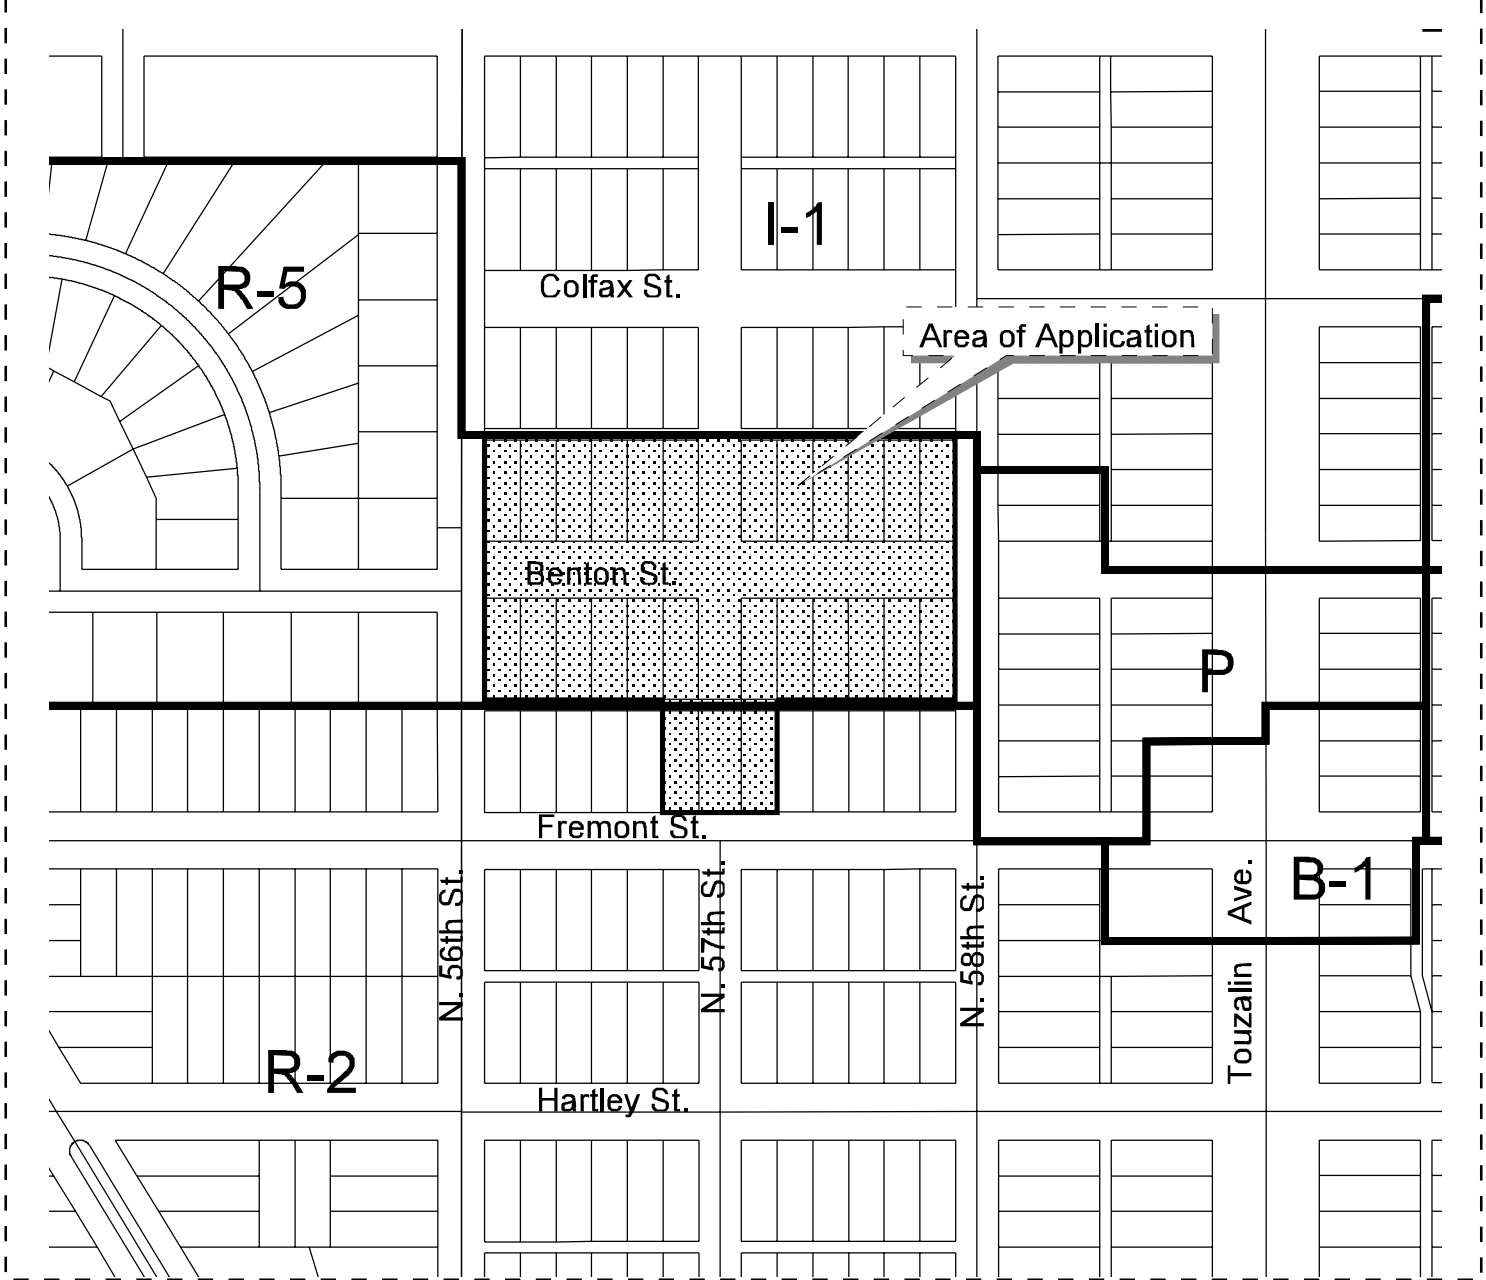 I-1
R-5
Colfax St.
Area of Application
Benton St.
P
Fremont St.
B-1
N. 56th St.
N. 57th St.
N. 58th St.
Touzalin Ave.
R-2
Hartley St.